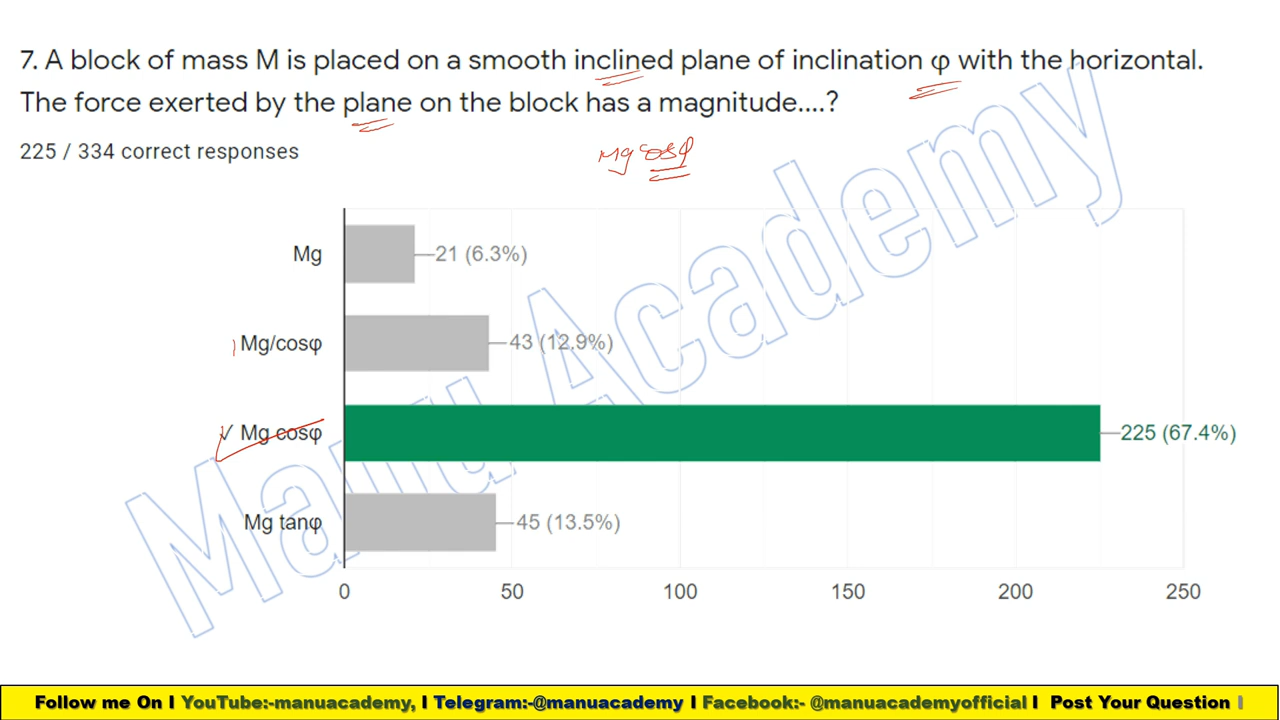 7. A block of mass M is placed on a smooth inclined plane of inclination φ with the horizontal.
The force exerted by the plane on the block has a magnitude....?
225 / 334 correct responses
Mg cosφ
Mg
21 (6.3%)
Mg/cosφ
43 (12.9%)
✓ Mg cosφ
225 (67.4%)
Mg tanφ
45 (13.5%)
0 50 100 150 200 250
Manu Academy
Follow me On I YouTube:-manuacademy, I Telegram:-@manuacademy I Facebook:- @manuacademyofficial I Post Your Question I